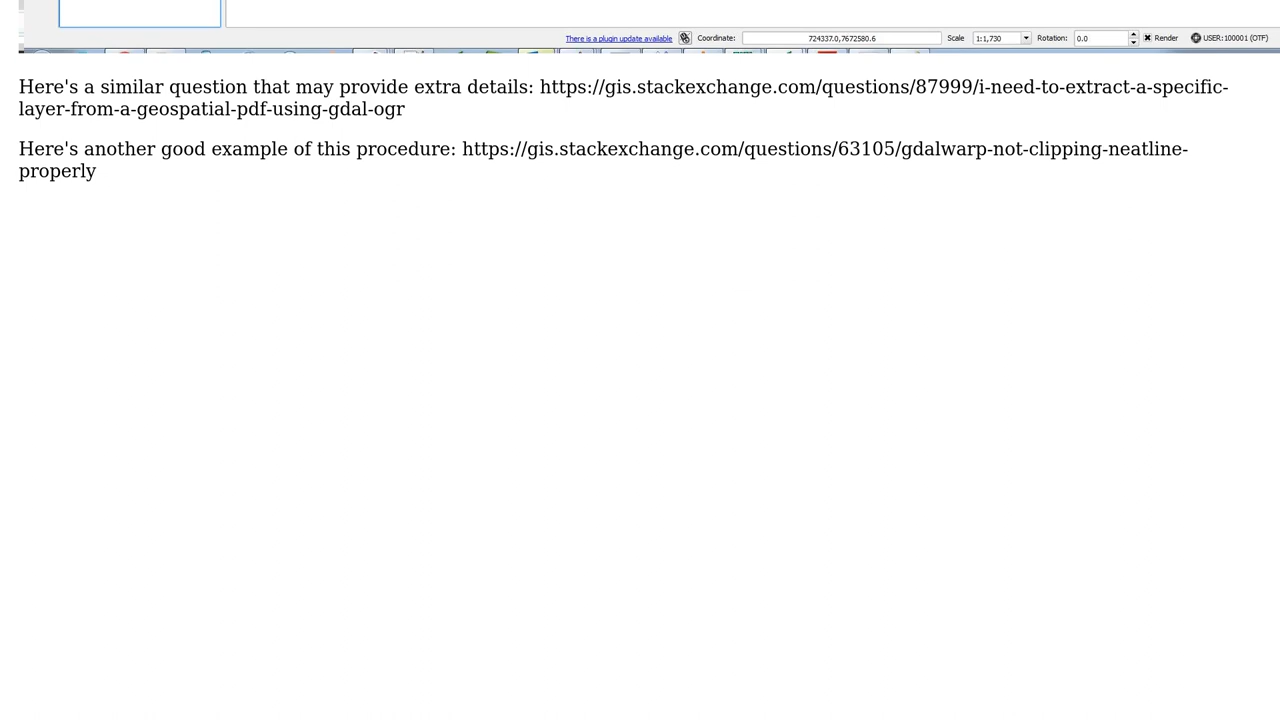 There is a plugin update available Coordinate: 724337.0,7672580.6 Scale 1:1,730 Rotation: 0.0 Render USER:100001 (OTF)
Here's a similar question that may provide extra details: https://gis.stackexchange.com/questions/87999/i-need-to-extract-a-specific-
layer-from-a-geospatial-pdf-using-gdal-ogr
Here's another good example of this procedure: https://gis.stackexchange.com/questions/63105/gdalwarp-not-clipping-neatline-
properly